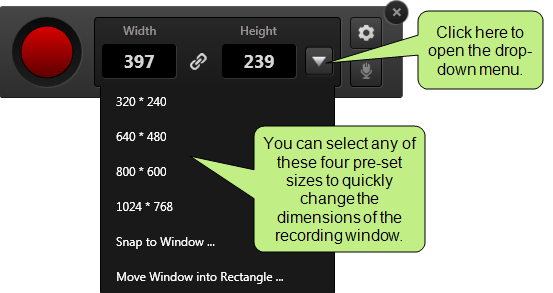 Width Height
397 239
Click here to
open the drop-
down menu.
320 * 240
640 * 480
800 * 600
1024 * 768
Snap to Window ...
Move Window into Rectangle ...
You can select any of
these four pre-set
sizes to quickly
change the
dimensions of the
recording window.